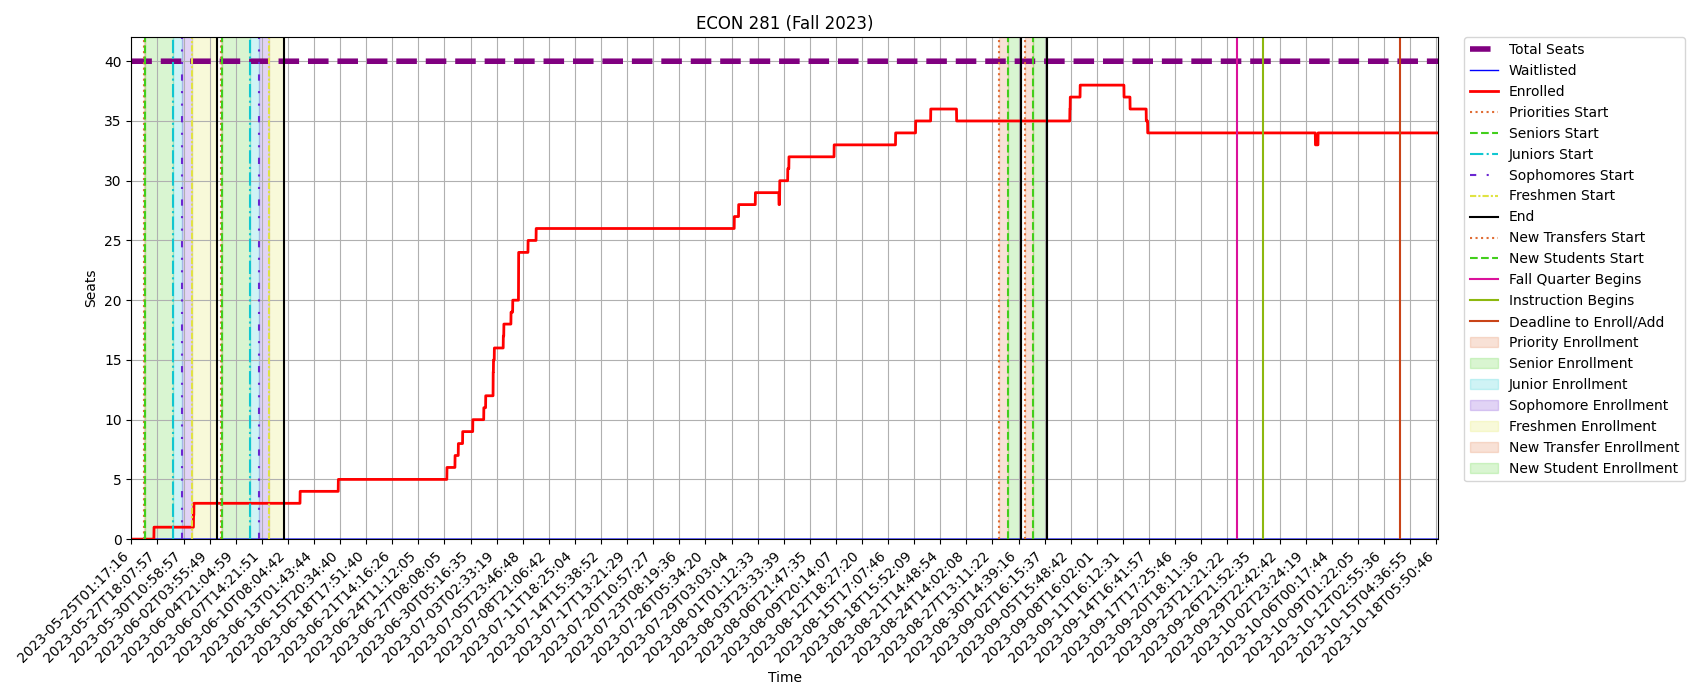 ECON 281 (Fall 2023)
Seats
40
35
30
25
20
15
10
5
0
2023-05-25T01:17:16
2023-05-27T18:07:57
2023-05-30T10:58:57
2023-06-02T03:55:49
2023-06-04T21:04:59
2023-06-07T14:21:51
2023-06-10T08:04:42
2023-06-13T01:43:44
2023-06-15T20:34:40
2023-06-18T17:51:40
2023-06-21T14:16:26
2023-06-24T11:12:05
2023-06-27T08:08:05
2023-06-30T05:16:35
2023-07-03T02:33:19
2023-07-05T23:46:48
2023-07-08T21:06:42
2023-07-11T18:25:04
2023-07-14T15:38:52
2023-07-17T13:21:29
2023-07-20T10:57:27
2023-07-23T08:19:36
2023-07-26T05:34:20
2023-07-29T03:03:04
2023-08-01T01:12:33
2023-08-03T23:33:39
2023-08-06T21:47:35
2023-08-09T20:14:07
2023-08-12T18:27:20
2023-08-15T17:07:46
2023-08-18T15:52:09
2023-08-21T14:48:54
2023-08-24T14:02:08
2023-08-27T13:11:22
2023-08-30T14:39:16
2023-09-02T16:15:37
2023-09-05T15:48:42
2023-09-08T16:02:01
2023-09-11T16:12:31
2023-09-14T16:41:57
2023-09-17T17:25:46
2023-09-20T18:11:36
2023-09-23T21:21:22
2023-09-26T21:52:35
2023-09-29T22:42:42
2023-10-02T23:24:19
2023-10-06T00:17:44
2023-10-09T01:22:05
2023-10-12T02:55:36
2023-10-15T04:36:55
2023-10-18T05:50:46
Time
Total Seats
Waitlisted
Enrolled
Priorities Start
Seniors Start
Juniors Start
Sophomores Start
Freshmen Start
End
New Transfers Start
New Students Start
Fall Quarter Begins
Instruction Begins
Deadline to Enroll/Add
Priority Enrollment
Senior Enrollment
Junior Enrollment
Sophomore Enrollment
Freshmen Enrollment
New Transfer Enrollment
New Student Enrollment